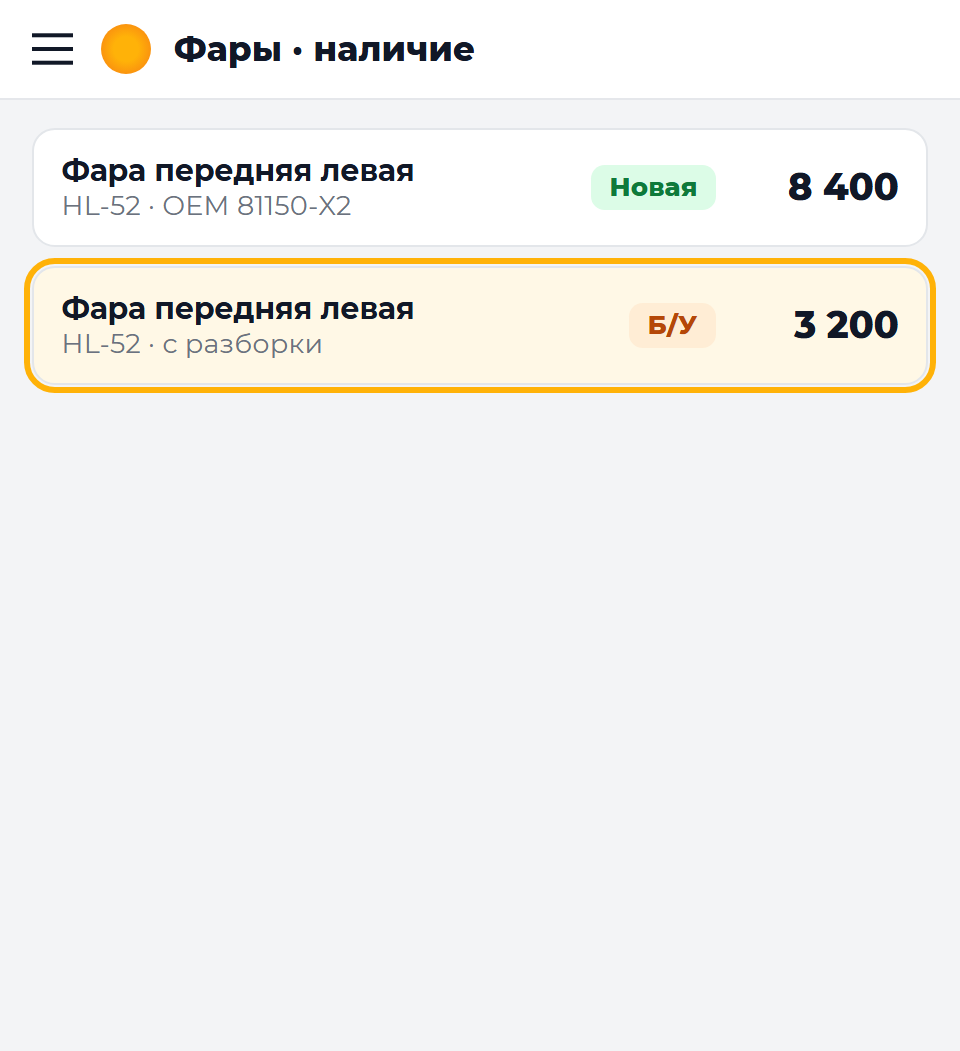 Фары · наличие
Фара передняя левая
HL-52 · OEM 81150-X2
Новая
8 400
Фара передняя левая
HL-52 · с разборки
Б/У
3 200